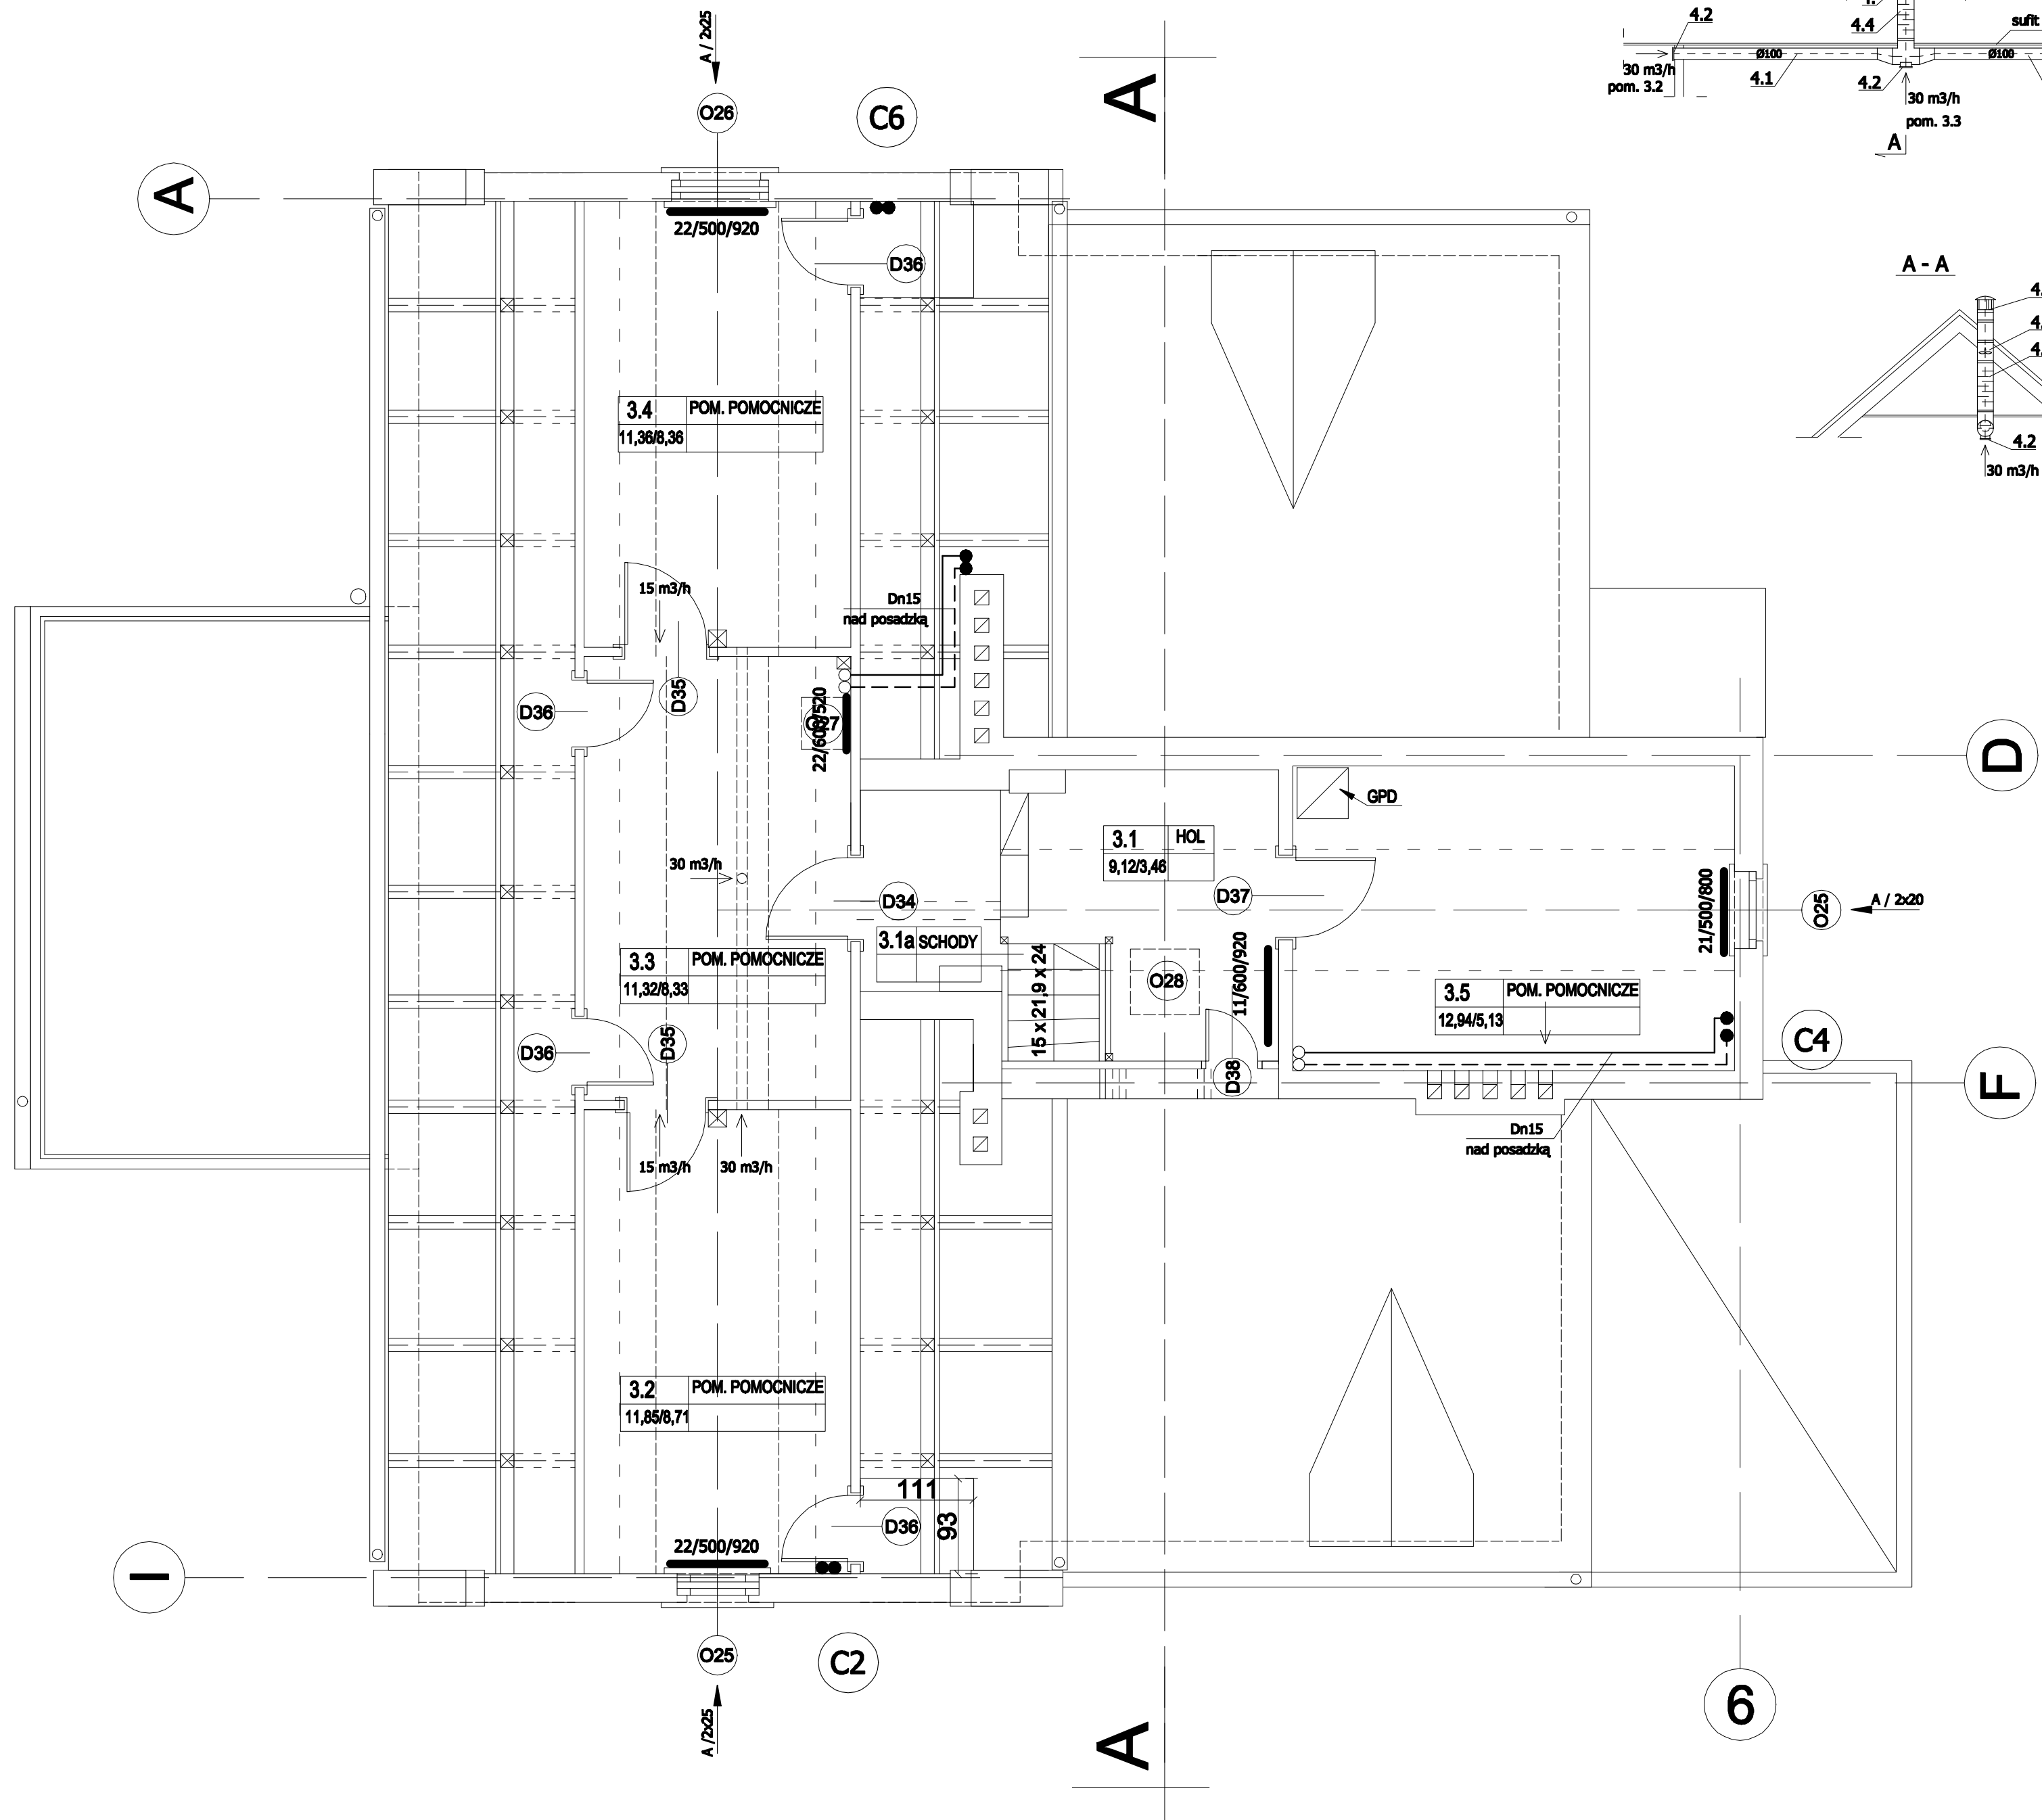 4.2
4.4
sufit
Ø100
Ø100
30 m3/h
pom. 3.2
4.1
4.2
30 m3/h
pom. 3.3
A
A / 2x25
O26
C6
A
A
22/500/920
D36
A - A
4.2
30 m3/h
3.4
POM. POMOCNICZE
11,36/8,36
15 m3/h
Dn15
nad posadzką
D35
D36
22/600/520
O27
D
GPD
3.1
HOL
9,12/3,46
30 m3/h
D34
D37
21/500/800
O25
A / 2x20
3.1a
SCHODY
3.3
POM. POMOCNICZE
11,32/8,33
15 x 21,9 x 24
O28
11/600/920
3.5
POM. POMOCNICZE
12,94/5,13
C4
D36
D35
D38
F
Dn15
nad posadzką
15 m3/h
30 m3/h
3.2
POM. POMOCNICZE
11,85/8,71
111
93
D36
22/500/920
I
O25
C2
A /2x25
A
6